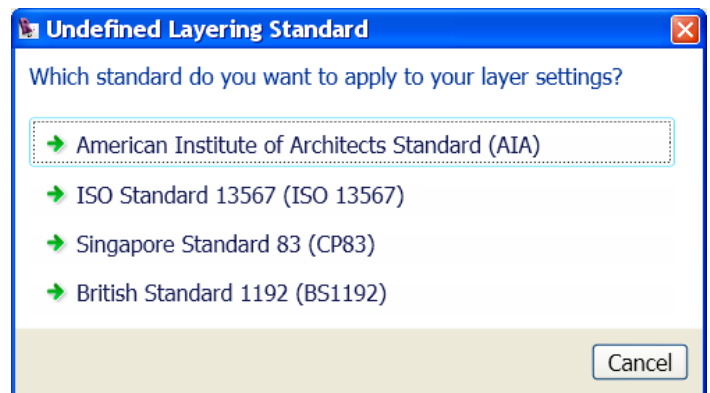 Undefined Layering Standard
Which standard do you want to apply to your layer settings?
American Institute of Architects Standard (AIA)
ISO Standard 13567 (ISO 13567)
Singapore Standard 83 (CP83)
British Standard 1192 (BS1192)
Cancel